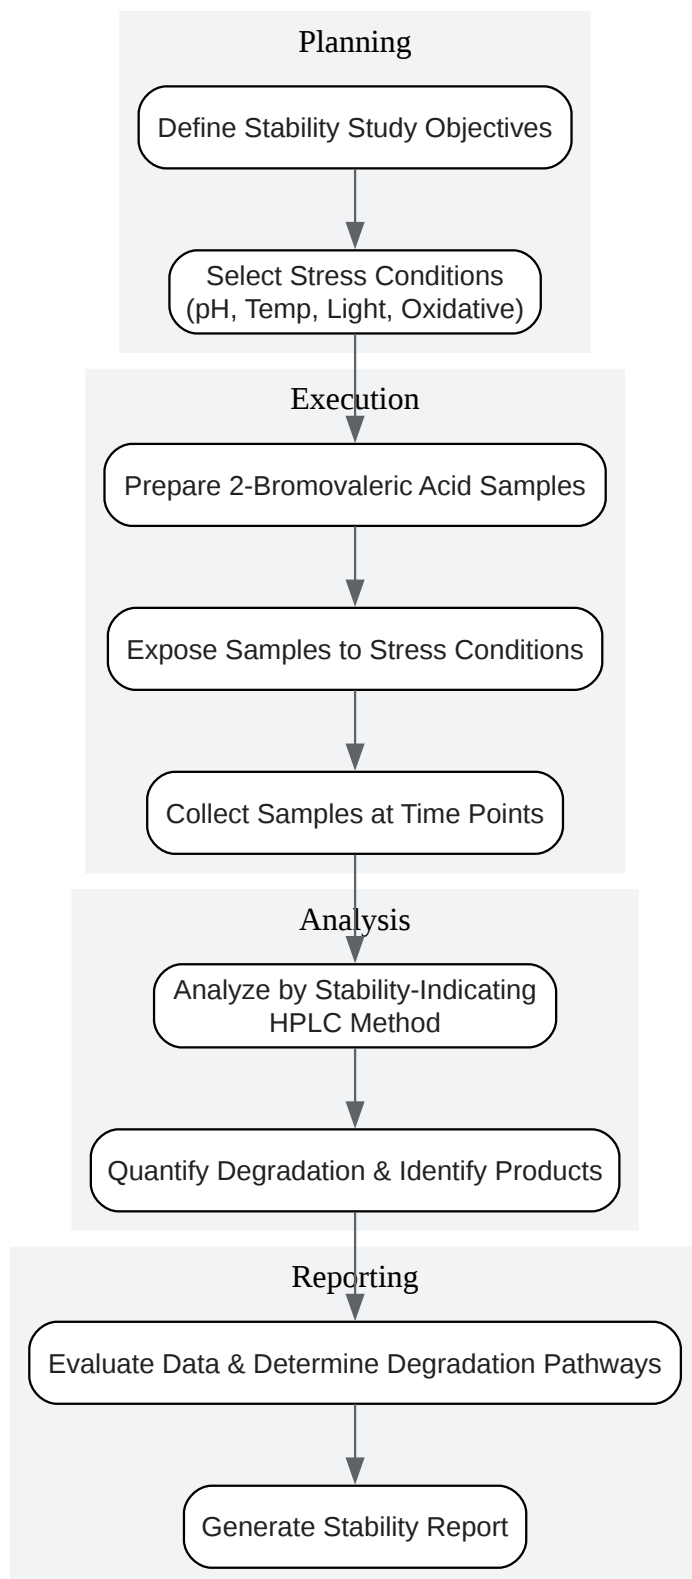 Planning
Define Stability Study Objectives
Select Stress Conditions
(pH, Temp, Light, Oxidative)
Execution
Prepare 2-Bromovaleric Acid Samples
Expose Samples to Stress Conditions
Collect Samples at Time Points
Analysis
Analyze by Stability-Indicating
HPLC Method
Quantify Degradation & Identify Products
Reporting
Evaluate Data & Determine Degradation Pathways
Generate Stability Report